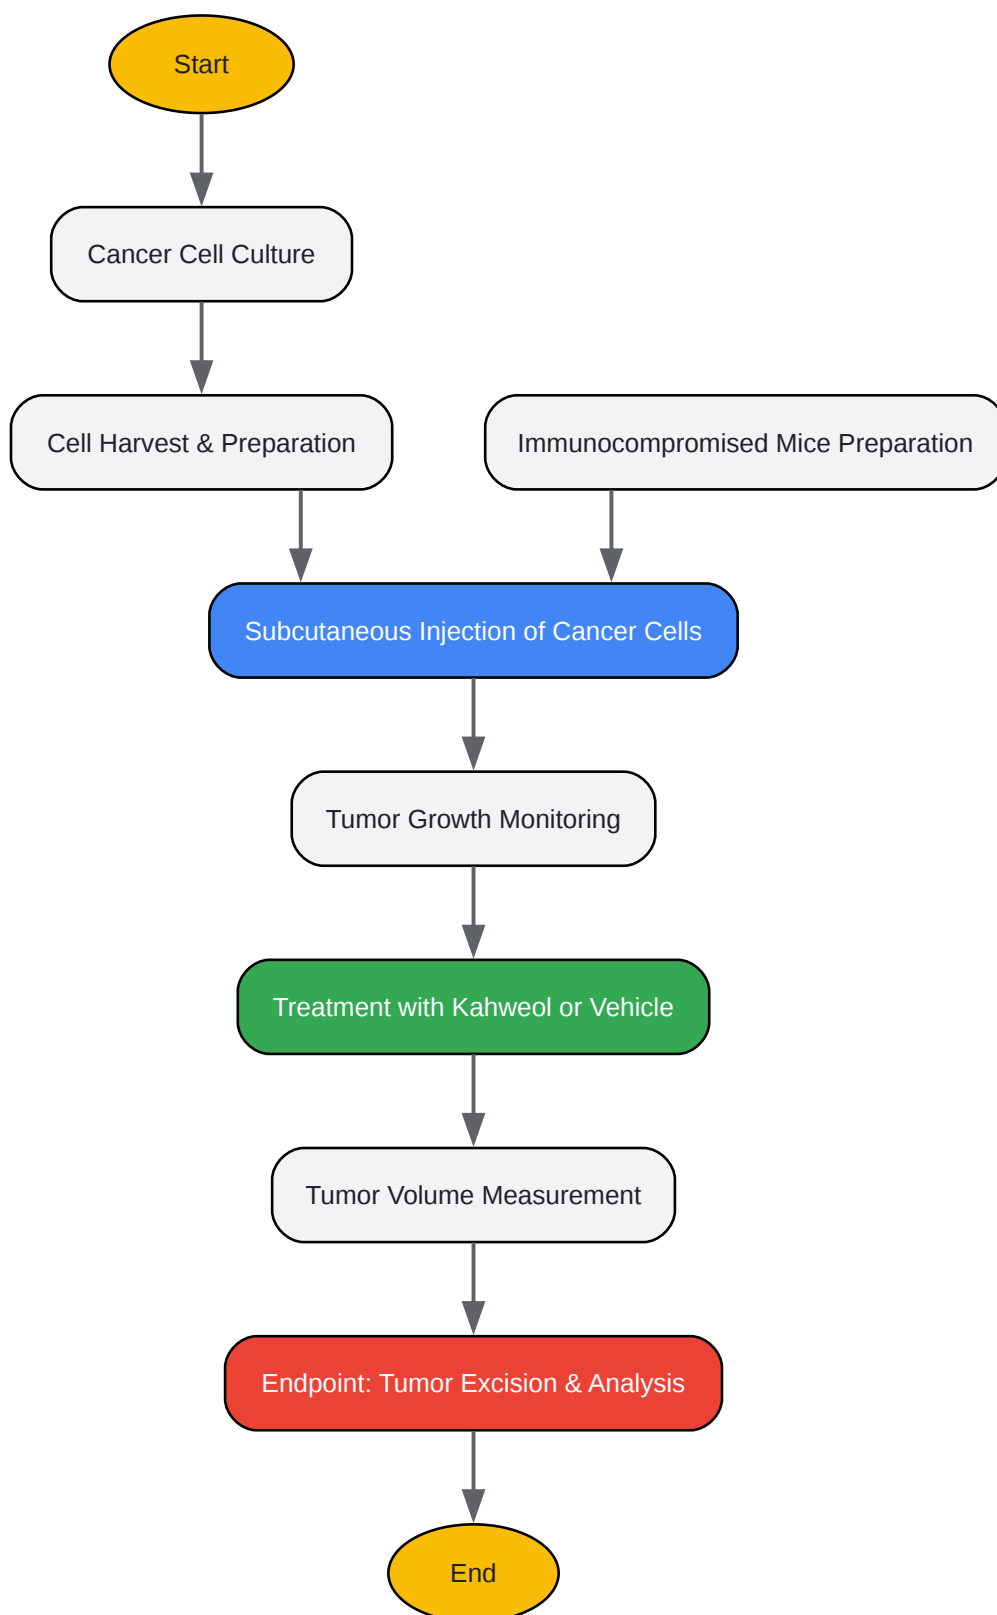 Start
Cancer Cell Culture
Cell Harvest & Preparation
Immunocompromised Mice Preparation
Subcutaneous Injection of Cancer Cells
Tumor Growth Monitoring
Treatment with Kahweol or Vehicle
Tumor Volume Measurement
Endpoint: Tumor Excision & Analysis
End